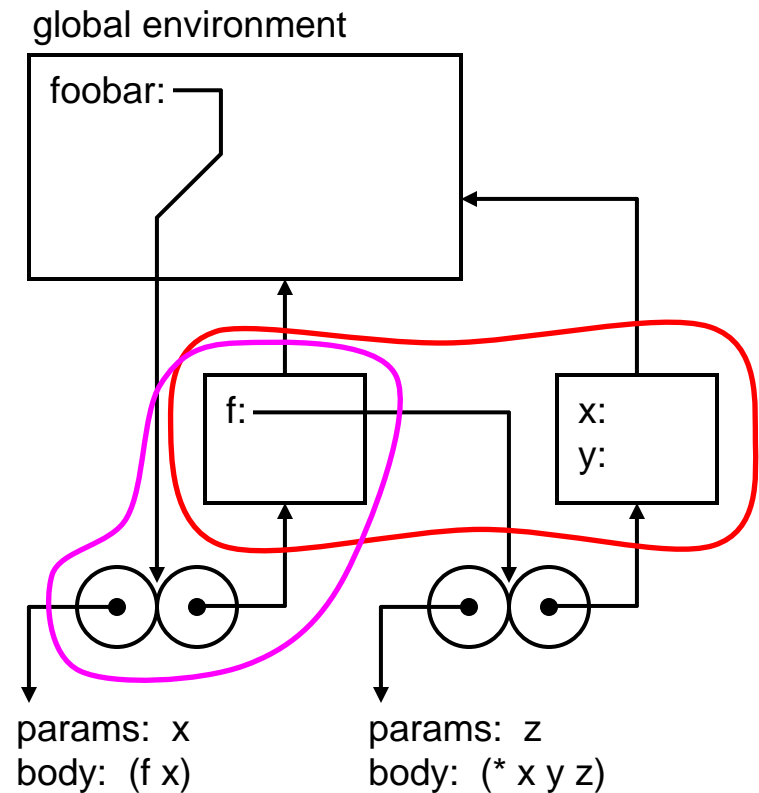 global environment
foobar:
f:
x:
y:
params: x
body: (f x)
params: z
body: (* x y z)